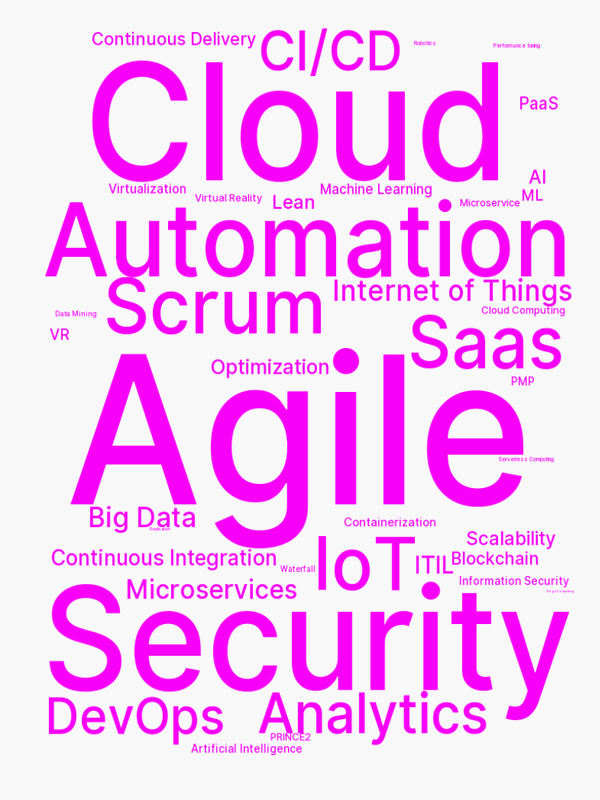 Continuous Delivery
CI/CD
Robotics
Performance tuning
Cloud
PaaS
AI
Virtualization
Machine Learning
ML
Virtual Reality
Lean
Microservice
Automation
Internet of Things
Scrum
Data Mining
Cloud Computing
VR
Saas
Optimization
PMP
Agile
Serverless Computing
Big Data
Containerization
Scalability
Continuous Integration
IoT
ITIL
Blockchain
Waterfall
Information Security
Microservices
Security
DevOps
Analytics
PRINCE2
Artificial Intelligence